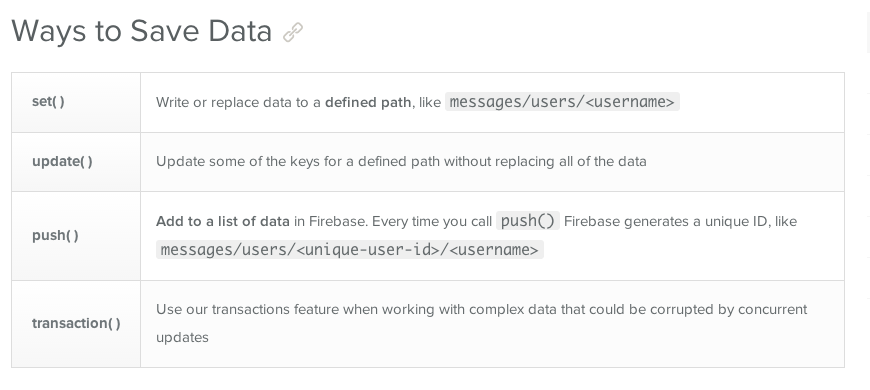 Ways to Save Data
set( )
Write or replace data to a defined path, like messages/users/<username>
update( )
Update some of the keys for a defined path without replacing all of the data
push( )
Add to a list of data in Firebase. Every time you call push() Firebase generates a unique ID, like
messages/users/<unique-user-id>/<username>
transaction( )
Use our transactions feature when working with complex data that could be corrupted by concurrent
updates